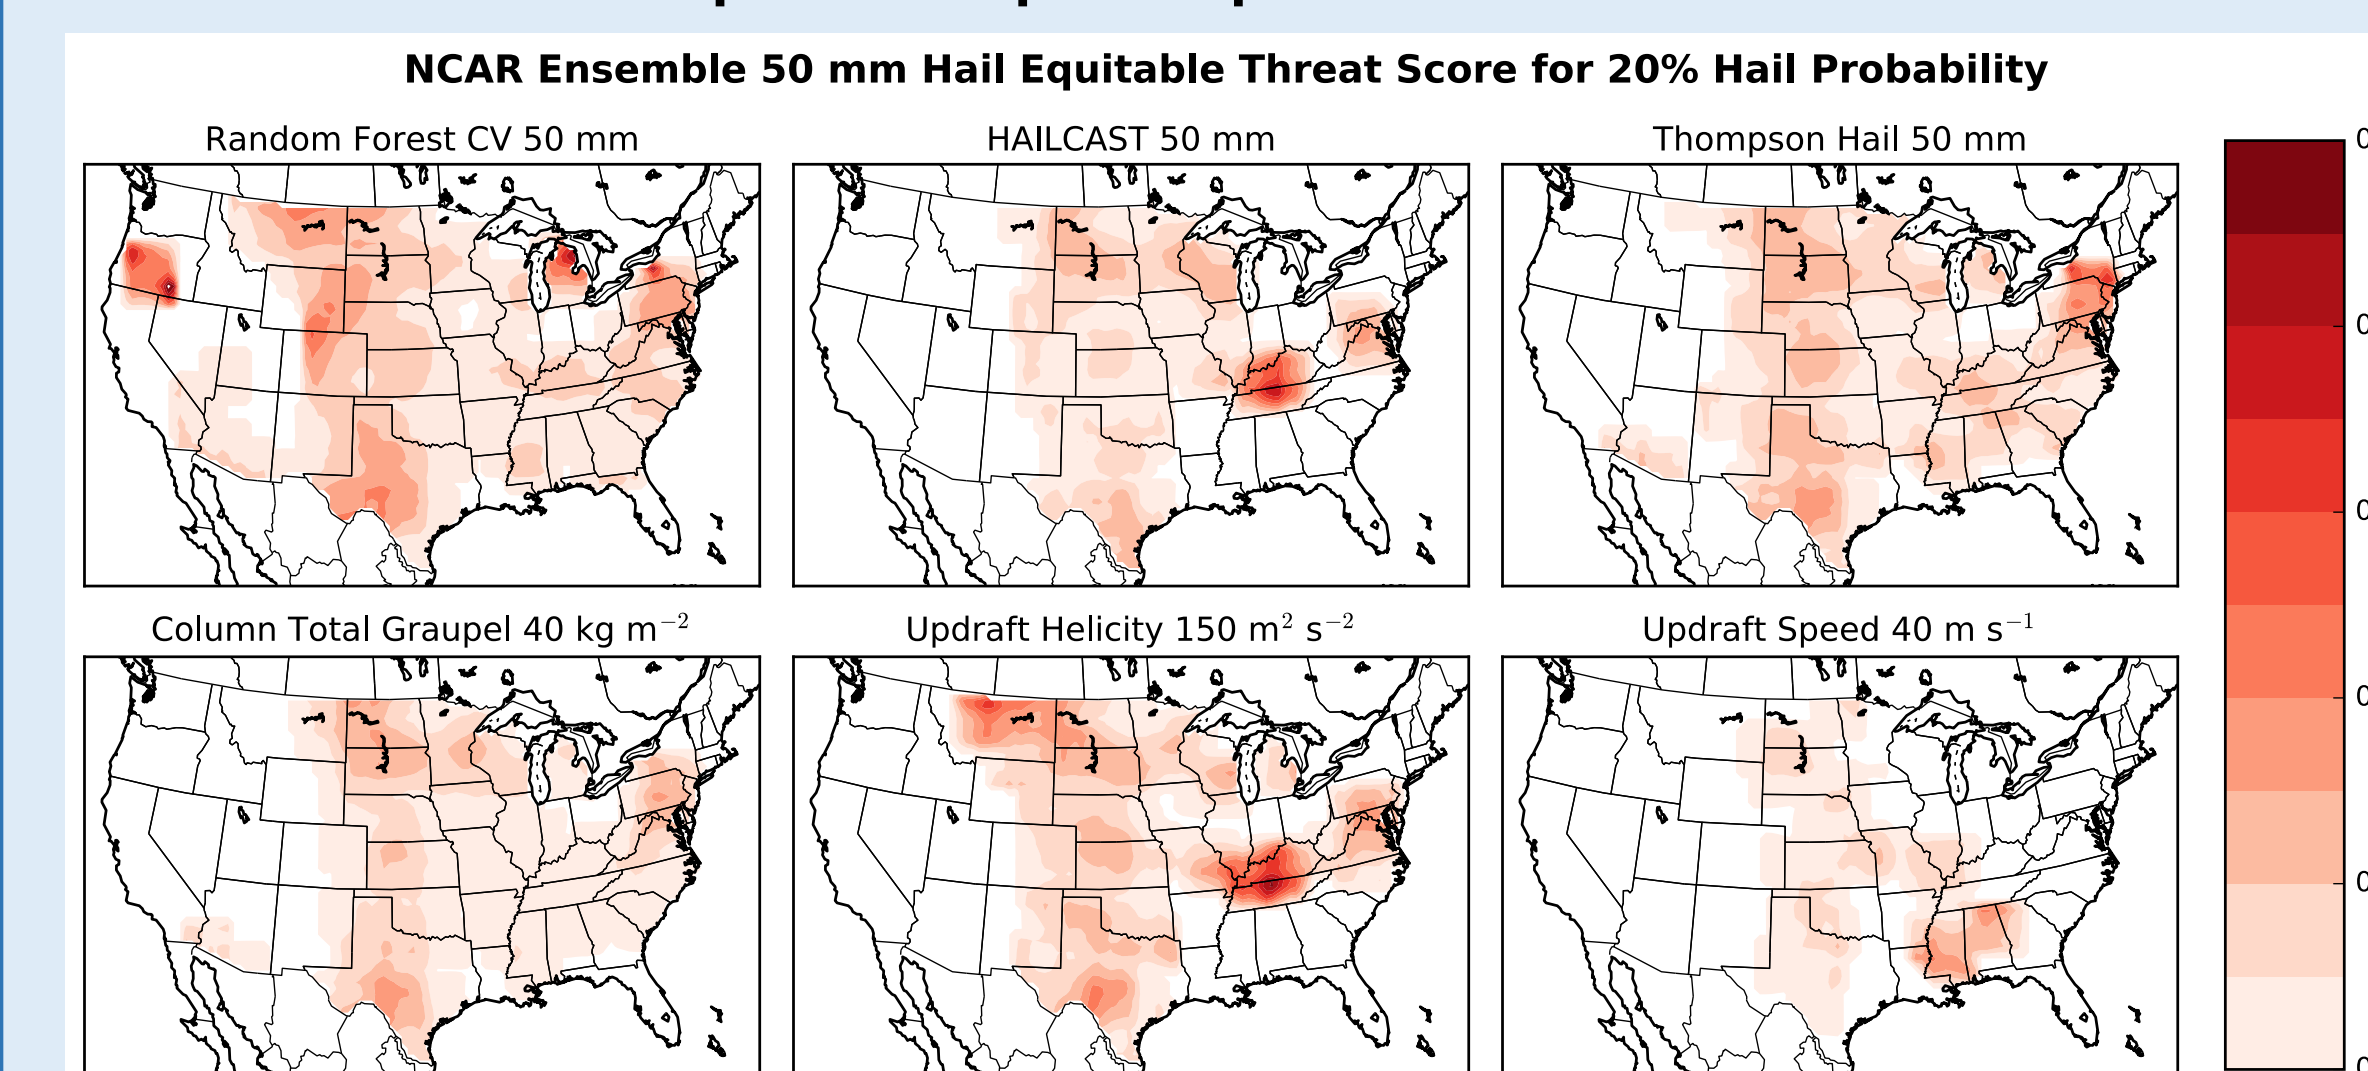 NCAR Ensemble 50 mm Hail Equitable Threat Score for 20% Hail Probability
Random Forest CV 50 mm
HAILCAST 50 mm
Thompson Hail 50 mm
Column Total Graupel 40 kg m⁻²
Updraft Helicity 150 m² s⁻²
Updraft Speed 40 m s⁻¹